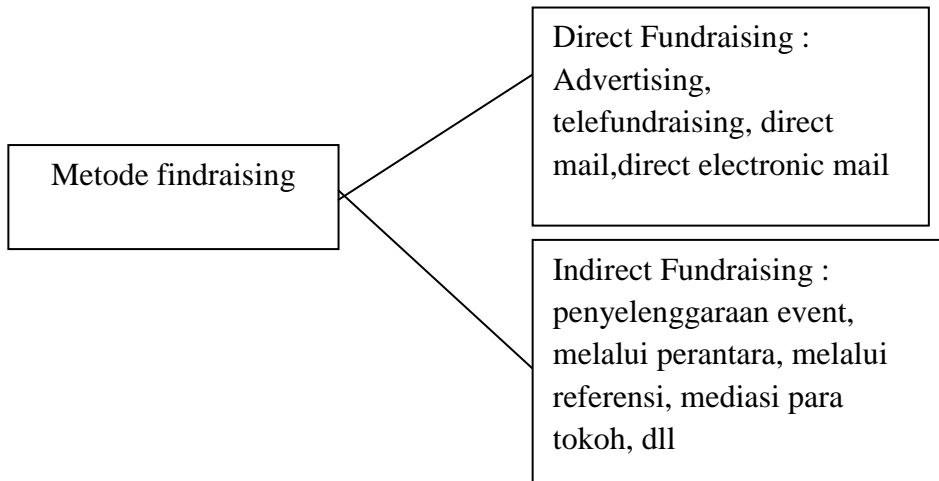 Metode findraising
Direct Fundraising :
Advertising,
telefundraising, direct
mail,direct electronic mail
Indirect Fundraising :
penyelenggaraan event,
melalui perantara, melalui
referensi, mediasi para
tokoh, dll